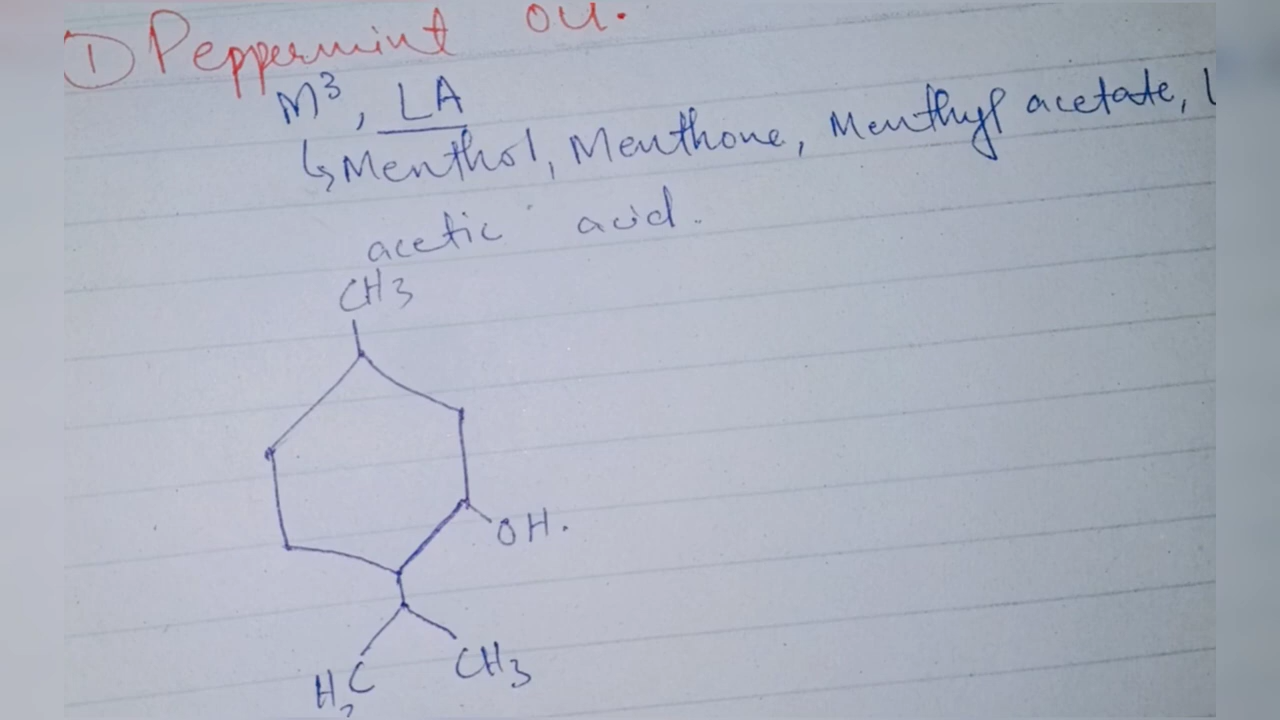 1) Peppermint oil.
M³, LA
↳ Menthol, Menthone, Menthyl acetate, L
acetic acid.
CH3
OH.
H3C CH3